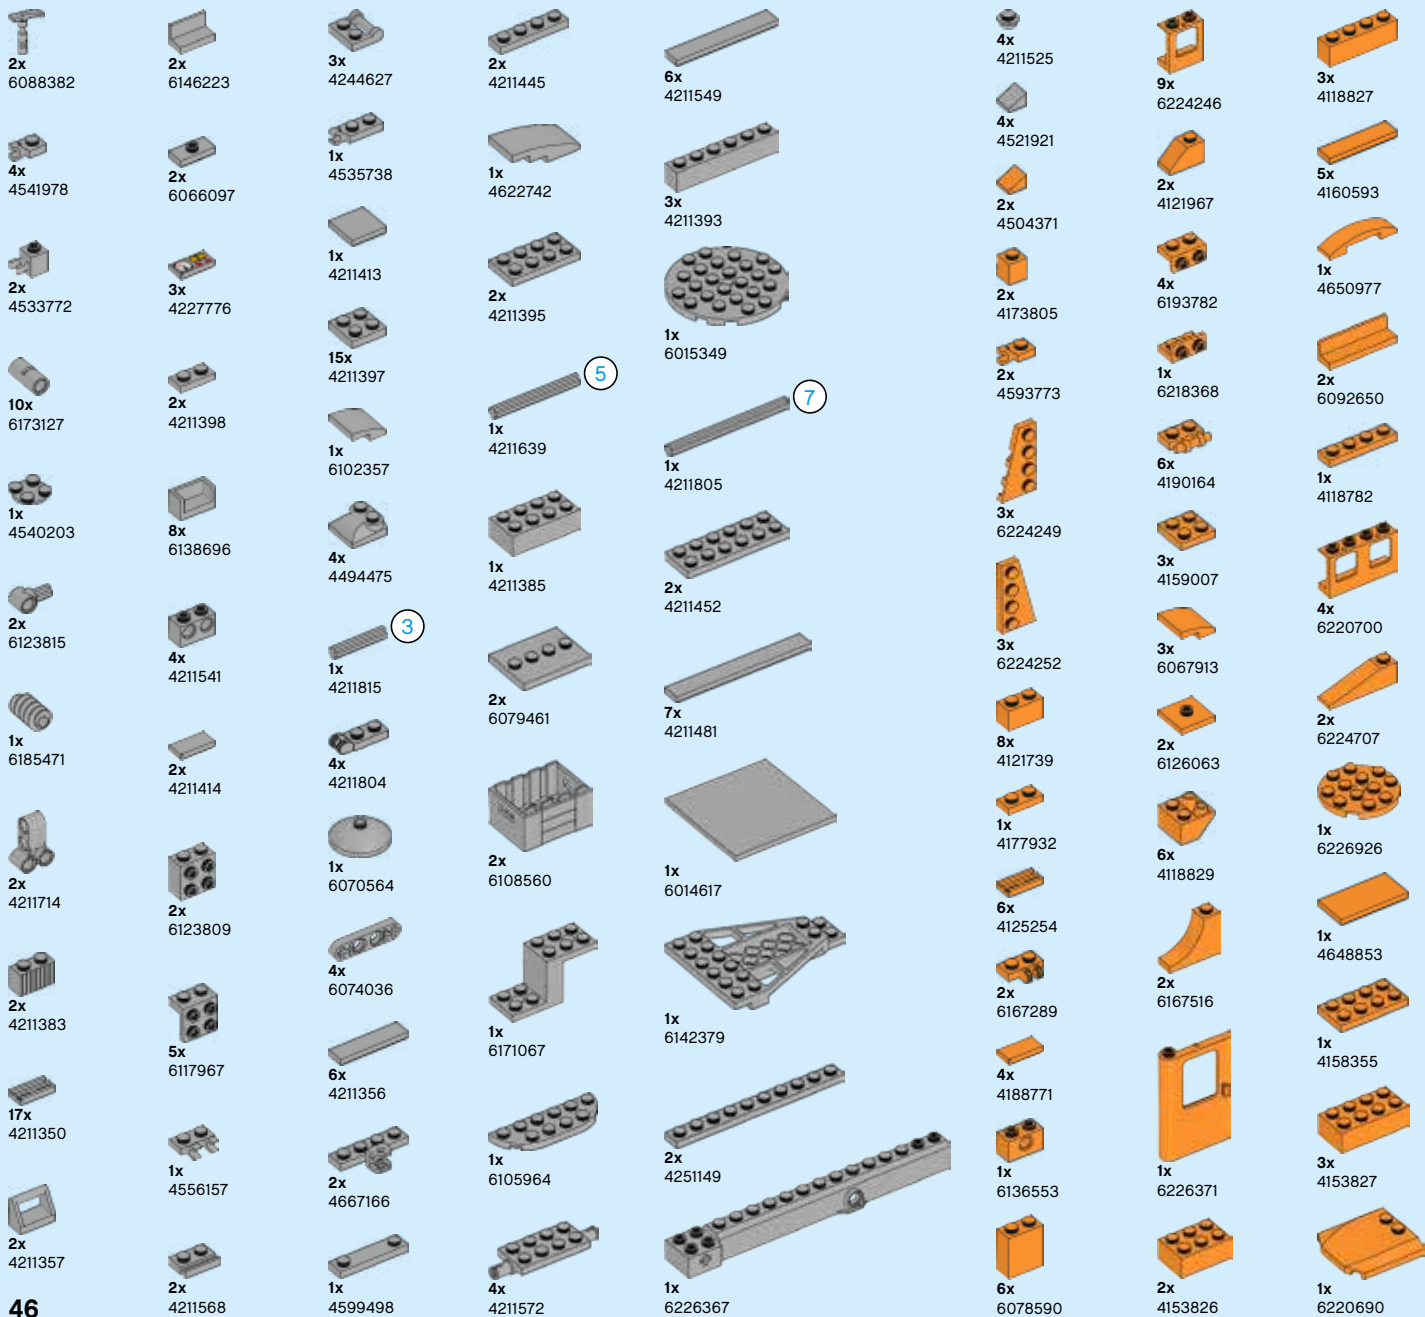 2x
6088382
4x
4541978
2x
4533772
10x
6173127
1x
4540203
2x
6123815
1x
6185471
2x
4211714
2x
4211383
17x
4211350
2x
4211357
46
2x
6146223
2x
6066097
3x
4227776
2x
4211398
8x
6138696
4x
4211541
2x
4211414
2x
6123809
5x
6117967
1x
4556157
2x
4211568
3x
4244627
1x
4535738
1x
4211413
15x
4211397
1x
6102357
4x
4494475
3
1x
4211815
4x
4211804
1x
6070564
4x
6074036
6x
4211356
2x
4667166
1x
4599498
2x
4211445
1x
4622742
2x
4211395
5
1x
4211639
1x
4211385
2x
6079461
2x
6108560
1x
6171067
1x
6105964
4x
4211572
6x
4211549
3x
4211393
1x
6015349
7
1x
4211805
2x
4211452
7x
4211481
1x
6014617
1x
6142379
2x
4251149
1x
6226367
4x
4211525
4x
4521921
2x
4504371
2x
4173805
2x
4593773
3x
6224249
3x
6224252
8x
4121739
1x
4177932
6x
4125254
2x
6167289
4x
4188771
1x
6136553
6x
6078590
9x
6224246
2x
4121967
4x
6193782
1x
6218368
6x
4190164
3x
4159007
3x
6067913
2x
6126063
6x
4118829
2x
6167516
1x
6226371
2x
4153826
3x
4118827
5x
4160593
1x
4650977
2x
6092650
1x
4118782
4x
6220700
2x
6224707
1x
6226926
1x
4648853
1x
4158355
3x
4153827
1x
6220690